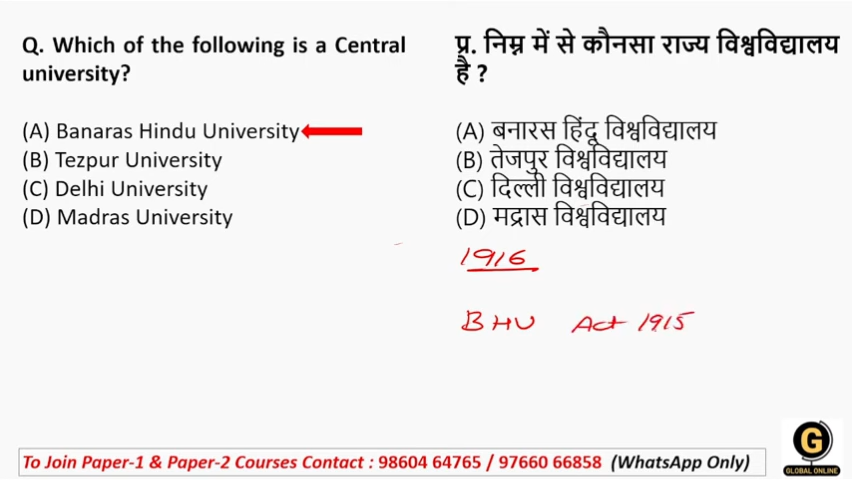 Q. Which of the following is a Central
university?
(A) Banaras Hindu University
(B) Tezpur University
(C) Delhi University
(D) Madras University
प्र. निम्न में से कौनसा राज्य विश्वविद्यालय
है ?
(A) बनारस हिंदू विश्वविद्यालय
(B) तेजपुर विश्वविद्यालय
(C) दिल्ली विश्वविद्यालय
(D) मद्रास विश्वविद्यालय
1916
BHU Act 1915
To Join Paper-1 & Paper-2 Courses Contact : 98604 64765 / 97660 66858 (WhatsApp Only)
G
GLOBAL ONLINE